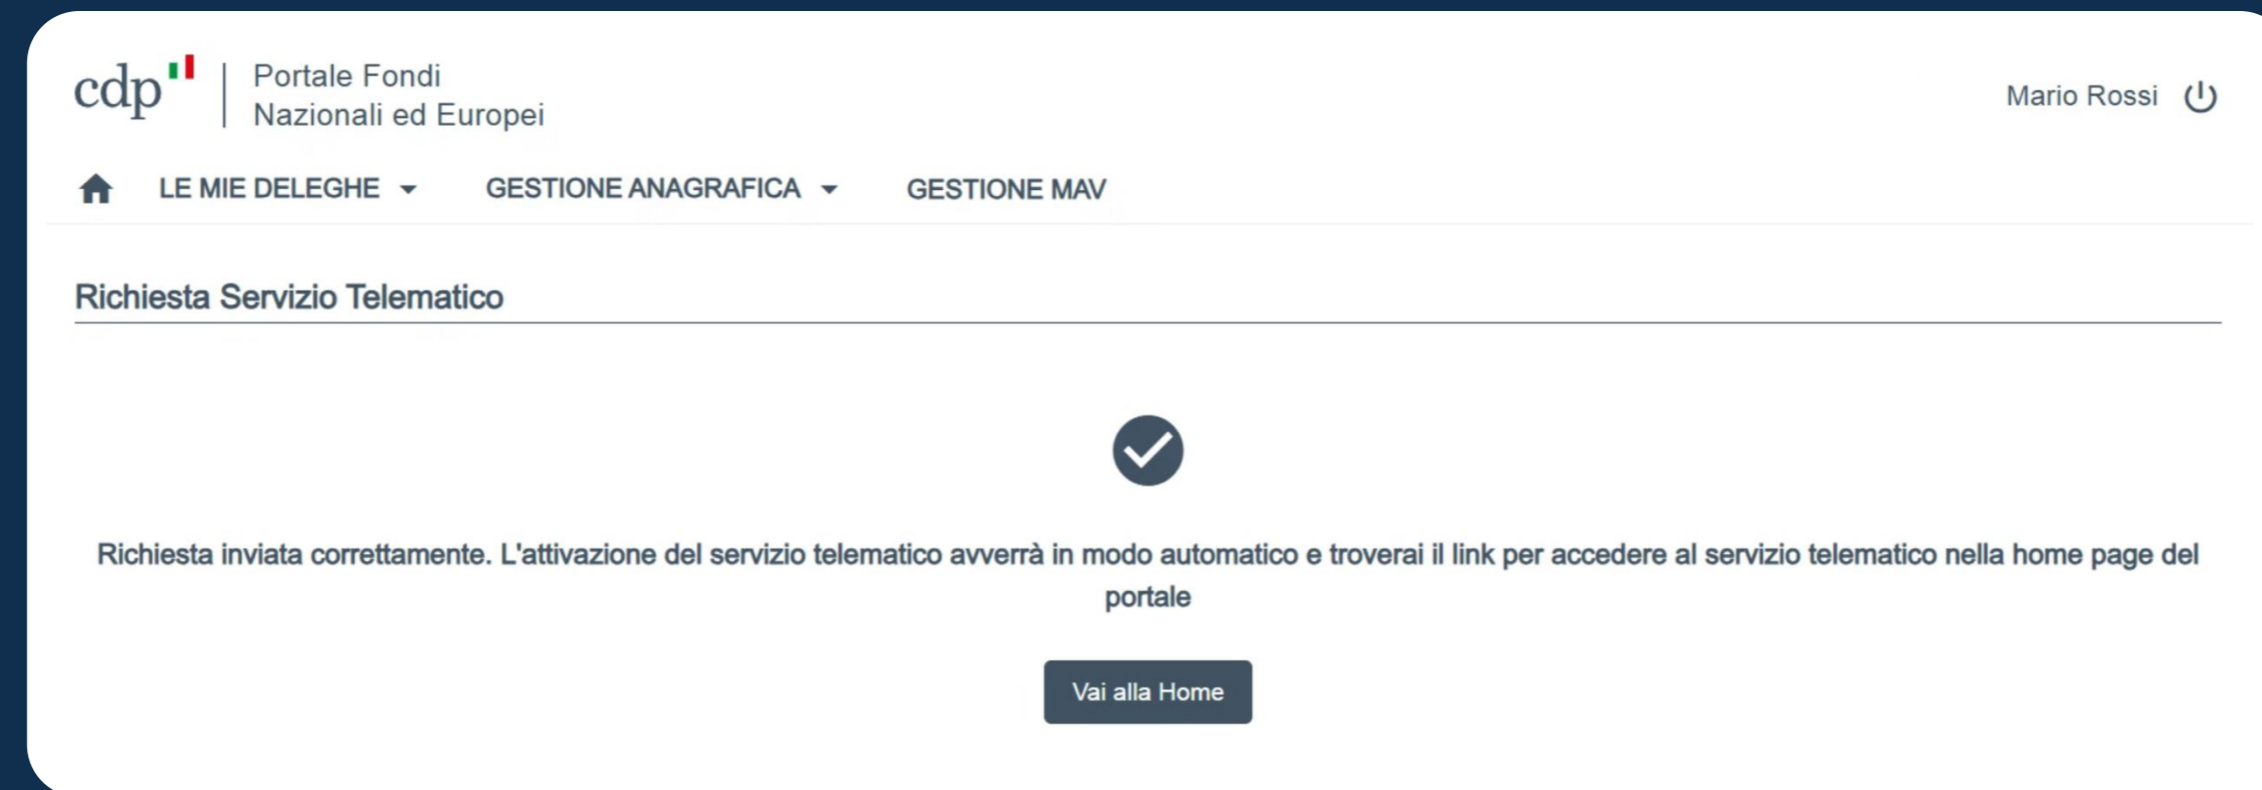 cdp
Portale Fondi
Nazionali ed Europei
Mario Rossi
LE MIE DELEGHE
GESTIONE ANAGRAFICA
GESTIONE MAV
Richiesta Servizio Telematico
Richiesta inviata correttamente. L'attivazione del servizio telematico avverrà in modo automatico e troverai il link per accedere al servizio telematico nella home page del
portale
Vai alla Home